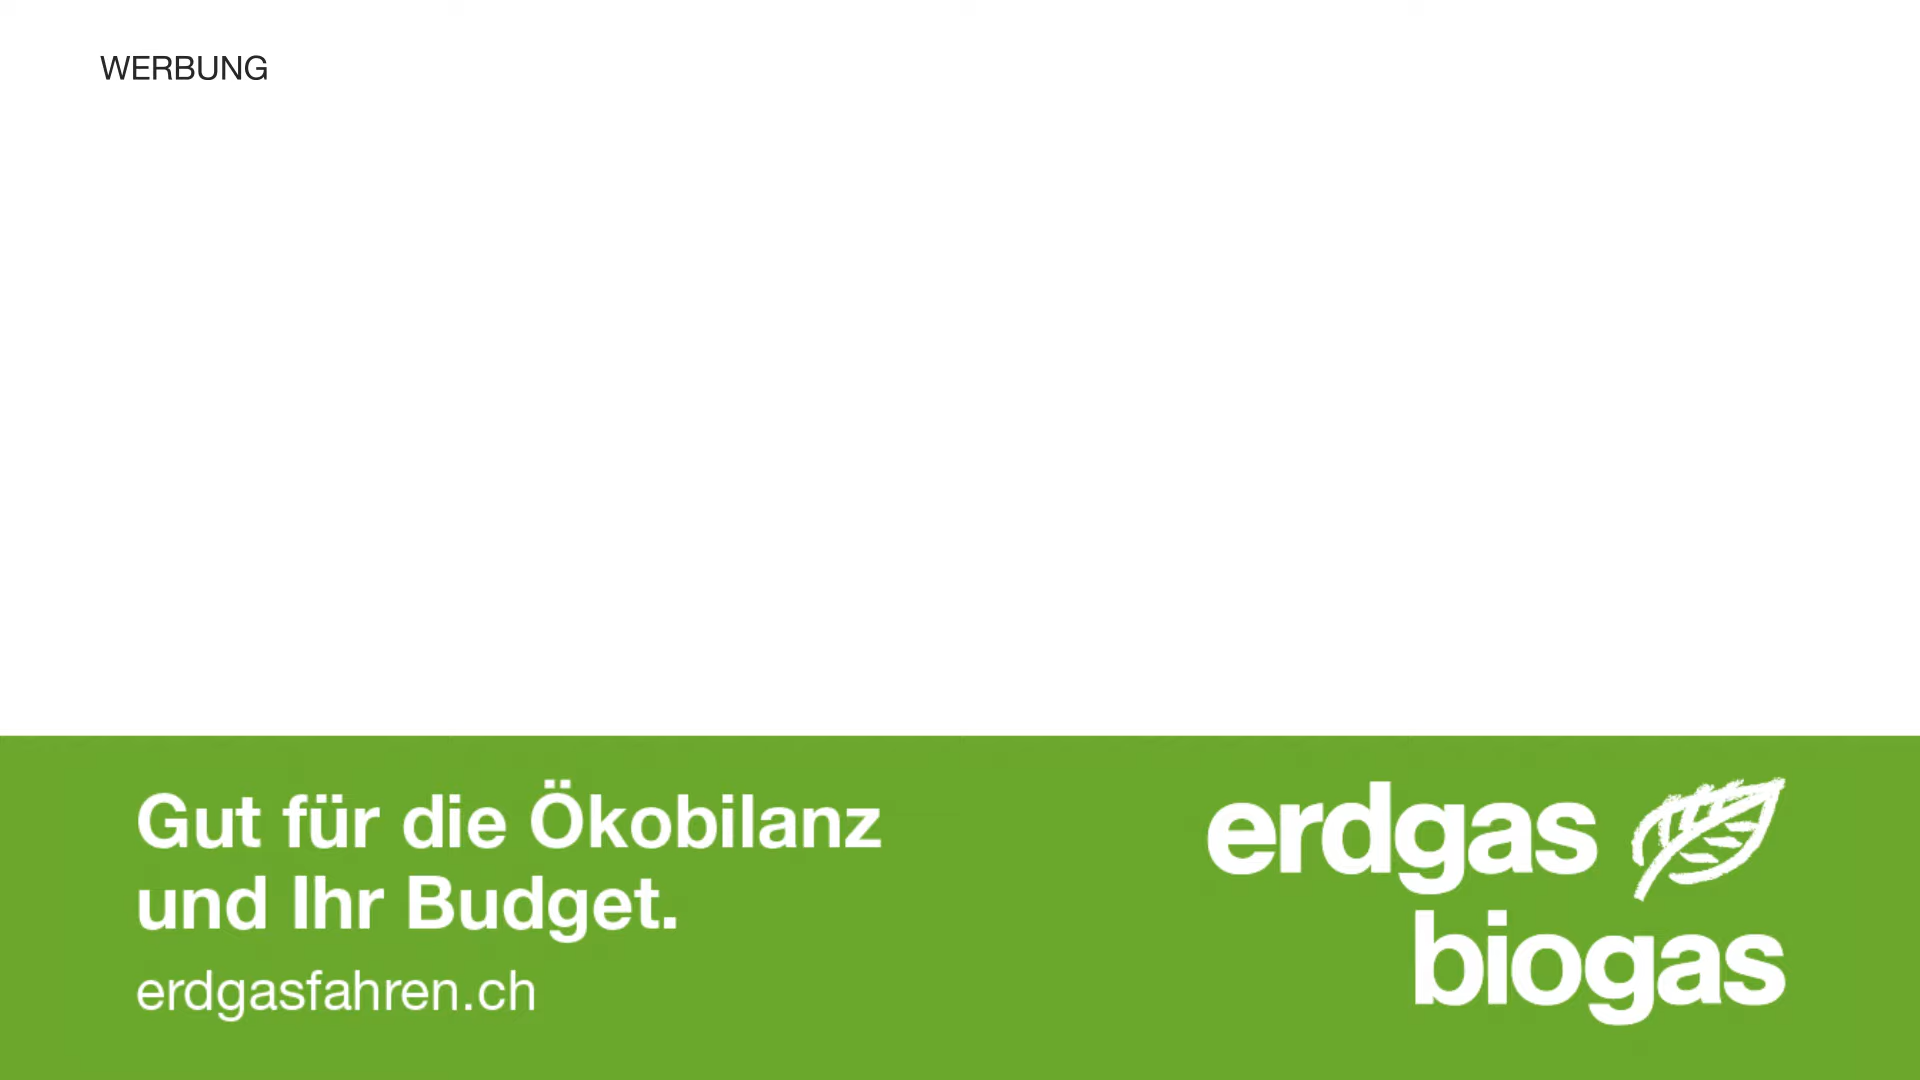 WERBUNG
Gut für die Ökobilanz
und Ihr Budget.
erdgasfahren.ch
erdgas
biogas